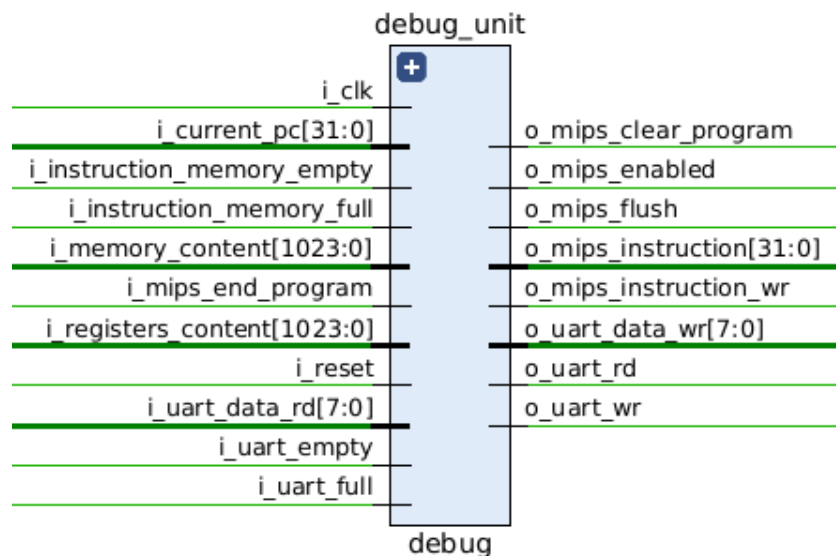 debug_unit
i_clk
i_current_pc[31:0]
i_instruction_memory_empty
i_instruction_memory_full
i_memory_content[1023:0]
i_mips_end_program
i_registers_content[1023:0]
i_reset
i_uart_data_rd[7:0]
i_uart_empty
i_uart_full
o_mips_clear_program
o_mips_enabled
o_mips_flush
o_mips_instruction[31:0]
o_mips_instruction_wr
o_uart_data_wr[7:0]
o_uart_rd
o_uart_wr
debug